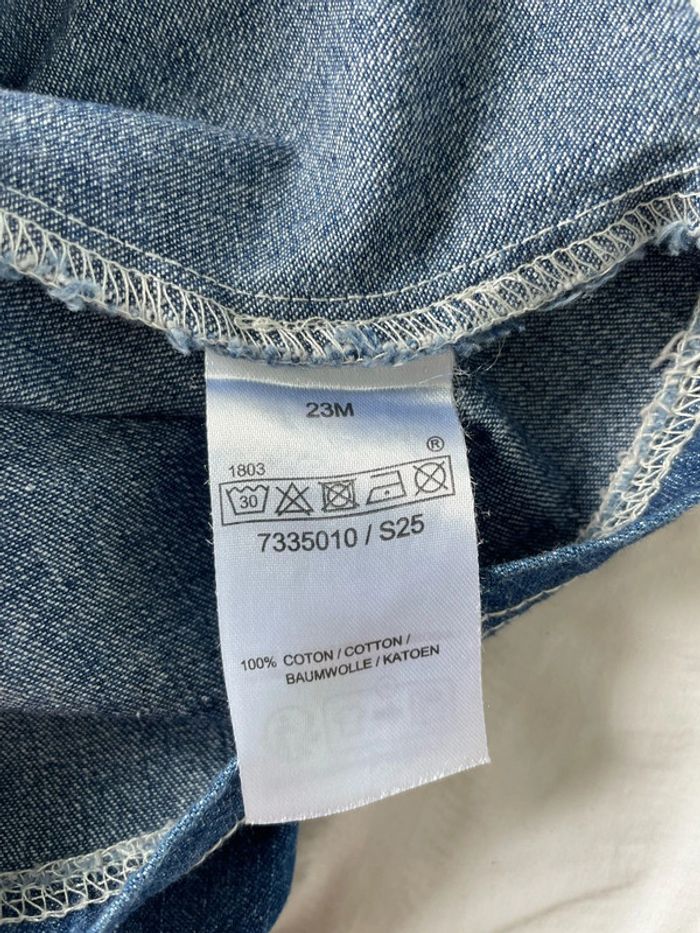 23M
®
1803
30
7335010 / S25
100% COTON / COTTON /
BAUMWOLLE / KATOEN